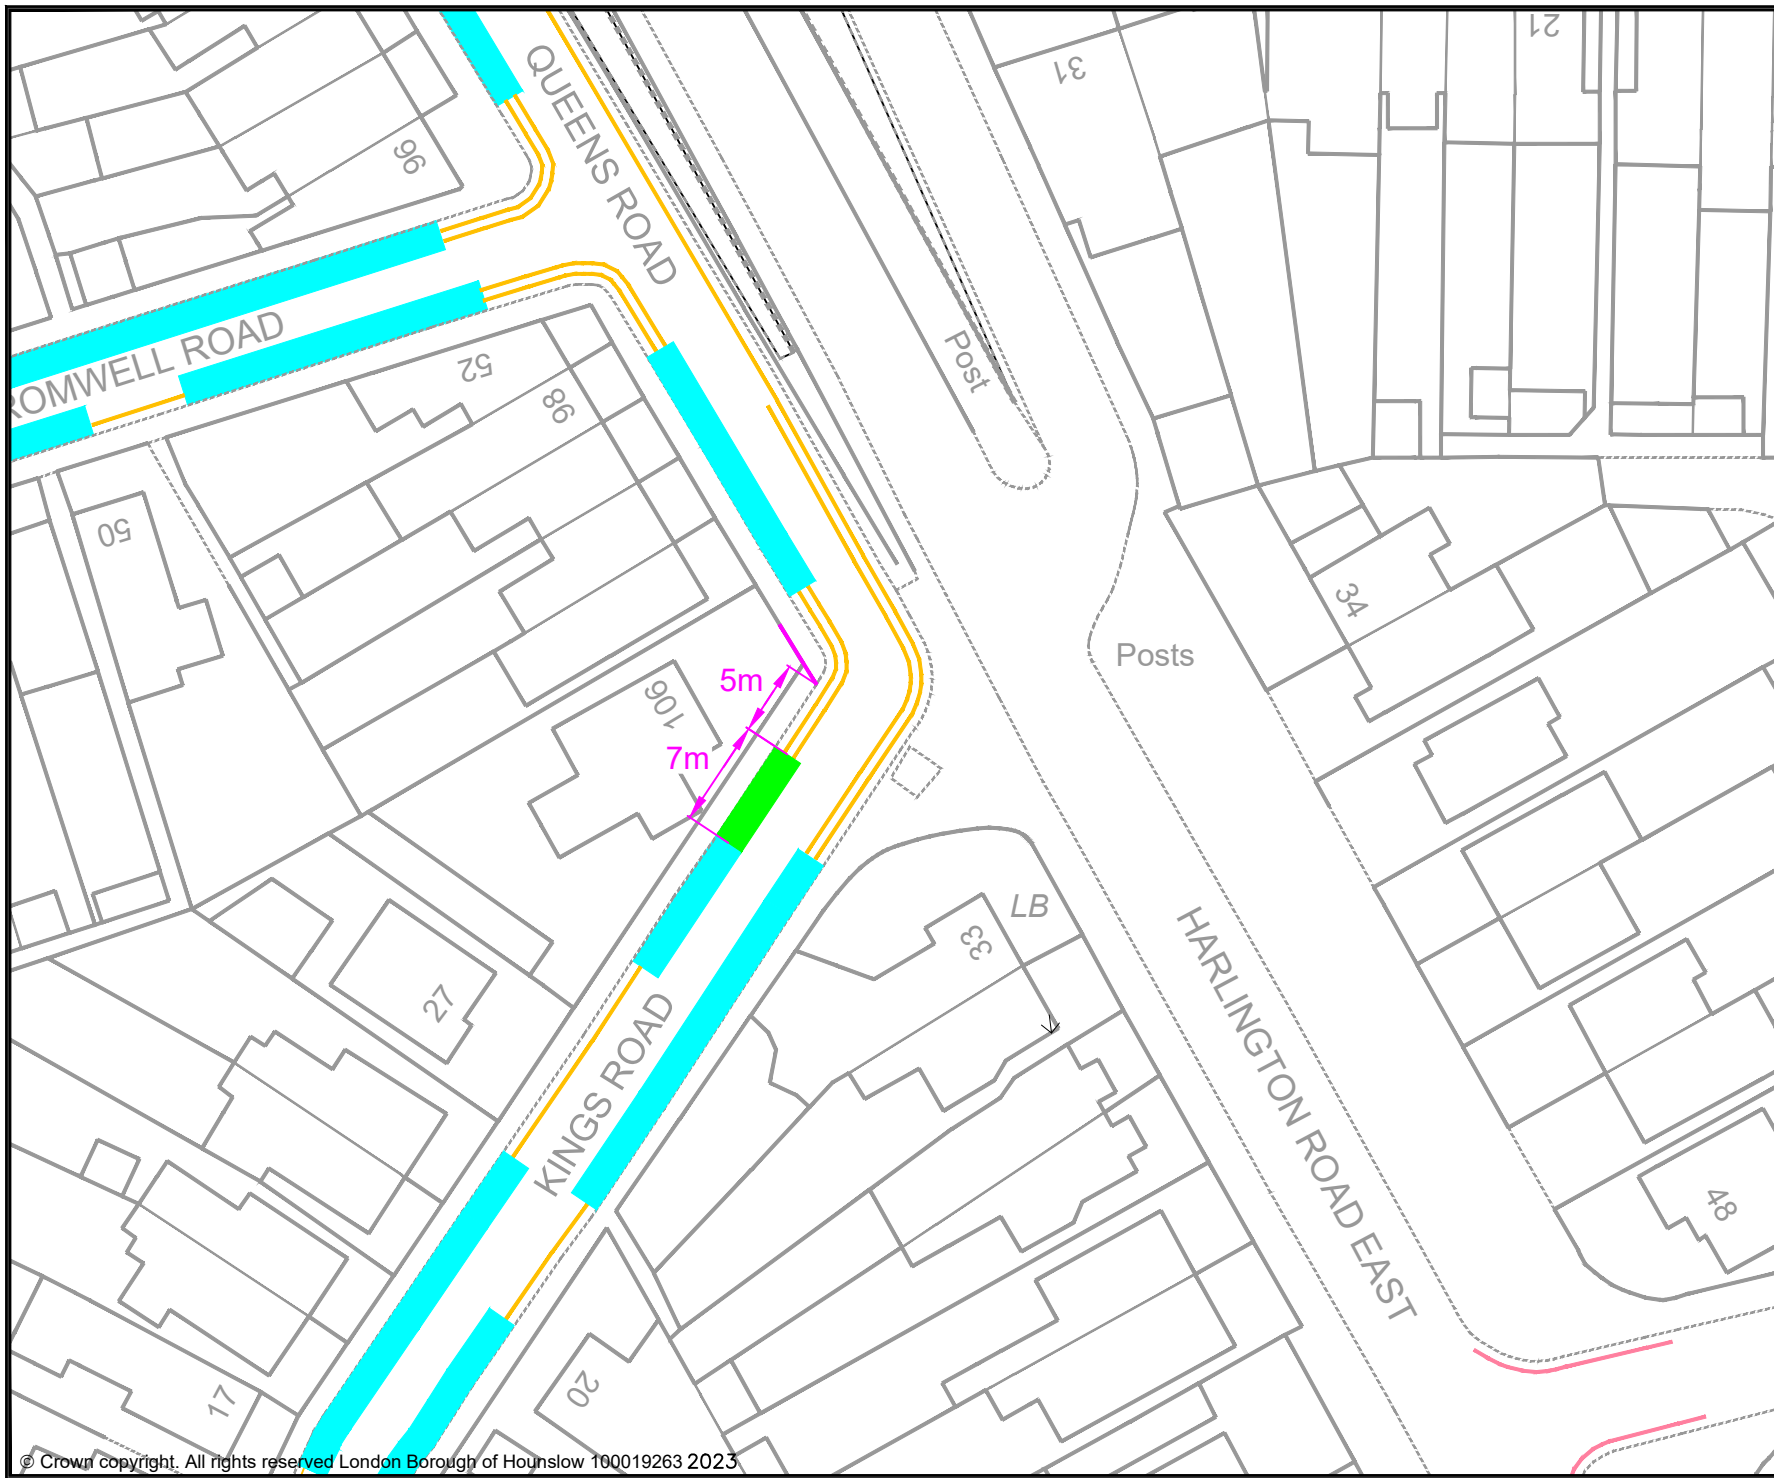 21
31
QUEENS ROAD
96
Post
ROMWELL ROAD
52
98
50
34
Posts
5m
106
7m
LB
33
27
HARLINGTON ROAD EAST
KINGS ROAD
48
20
17
© Crown copyright. All rights reserved London Borough of Hounslow 100019263 2023